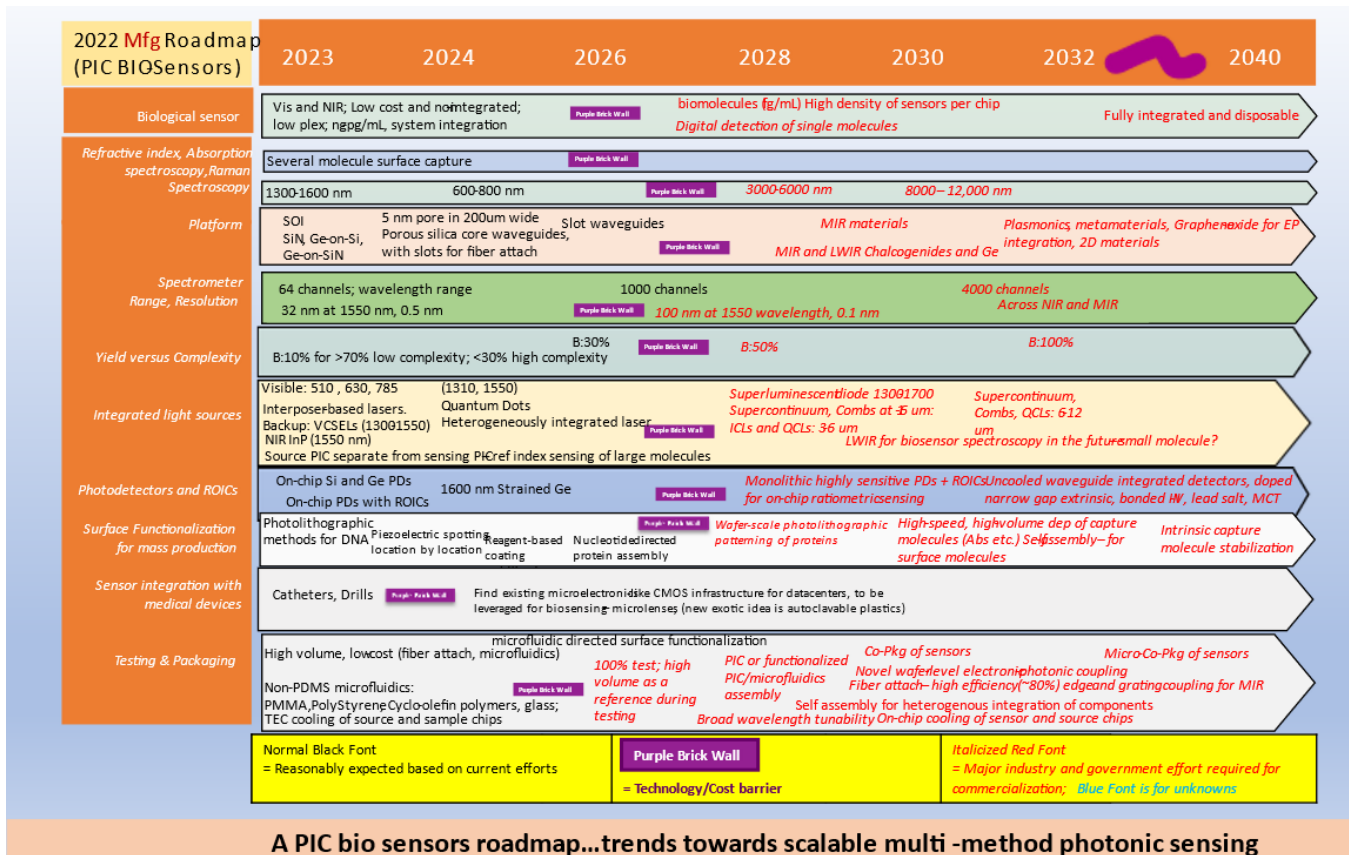 2022 Mfg Roadmap
(PIC BIO-Sensors)
2023 2024 2026 2028 2030 2032 2040
Biological sensor
Vis and NIR; Low cost and non-integrated;
low plex; ng-pg/mL, system integration
Purple Brick Wall
biomolecules (fg/mL) High density of sensors per chip
Digital detection of single molecules
Fully integrated and disposable
Refractive index, Absorption
spectroscopy, Raman
Spectroscopy
Several molecule surface capture
Purple Brick Wall
1300-1600 nm
600-800 nm
Purple Brick Wall
3000-6000 nm
8000–12,000 nm
Platform
SOI
SiN, Ge-on-Si,
Ge-on-SiN
5 nm pore in 200um wide
Porous silica core waveguides,
with slots for fiber attach
Slot waveguides
Purple Brick Wall
MIR materials
MIR and LWIR Chalcogenides and Ge
Plasmonics, metamaterials, Graphene-oxide for EP
integration, 2D materials
Spectrometer
Range, Resolution
64 channels; wavelength range
32 nm at 1550 nm, 0.5 nm
1000 channels
Purple Brick Wall
100 nm at 1550 wavelength, 0.1 nm
4000 channels
Across NIR and MIR
Yield versus Complexity
B:10% for >70% low complexity; <30% high complexity
B:30%
Purple Brick Wall
B:50%
B:100%
Integrated light sources
Visible: 510 , 630, 785
Interposer-based lasers.
Backup: VCSELs (1300-1550)
NIR InP (1550 nm)
Source PIC separate from sensing PIC-ref index sensing of large molecules
(1310, 1550)
Quantum Dots
Heterogeneously integrated laser
Purple Brick Wall
Superluminescent diode 1300-1700
Supercontinuum, Combs at um:
ICLs and QCLs: 3-6 um
Supercontinuum,
Combs, QCLs: 6-12
um
LWIR for biosensor spectroscopy in the future–small molecule?
Photodetectors and ROICs
On-chip Si and Ge PDs
On-chip PDs with ROICs
1600 nm Strained Ge
Purple Brick Wall
Monolithic highly sensitive PDs + ROICs
for on-chip ratiometric sensing
Uncooled waveguide integrated detectors, doped
narrow gap extrinsic, bonded lead salt, MCT
Surface Functionalization
for mass production
Photolithographic
methods for DNA
Piezoelectric spotting
location by location
Reagent-based
coating
Nucleotide-directed
protein assembly
Purple Brick Wall
Wafer-scale photolithographic
patterning of proteins
High-speed, high-volume dep of capture
molecules (Abs etc.) Self-assembly–for
surface molecules
Intrinsic capture
molecule stabilization
Sensor integration with
medical devices
Catheters, Drills
Purple Brick Wall
Find existing microelectronics-like CMOS infrastructure for datacenters, to be
leveraged for biosensing–microlenses, (new exotic idea is autoclavable plastics)
Testing & Packaging
microfluidic directed surface functionalization
High volume, low-cost (fiber attach, microfluidics)
Non-PDMS microfluidics:
PMMA, PolyStyrene, Cyclo-olefin polymers, glass;
TEC cooling of source and sample chips
Purple Brick Wall
100% test; high
volume as a
reference during
testing
PIC or functionalized
PIC/microfluidics
assembly
Broad wavelength tunability
Co-Pkg of sensors
Novel wafer-level electronic-photonic coupling
Fiber attach–high efficiency(~80%) edge and grating coupling for MIR
Self assembly for heterogenous integration of components
On-chip cooling of sensor and source chips
Micro-Co-Pkg of sensors
Normal Black Font
= Reasonably expected based on current efforts
Purple Brick Wall
= Technology/Cost barrier
Italicized Red Font
= Major industry and government effort required for
commercialization; Blue Font is for unknowns
A PIC bio sensors roadmap...trends towards scalable multi -method photonic sensing